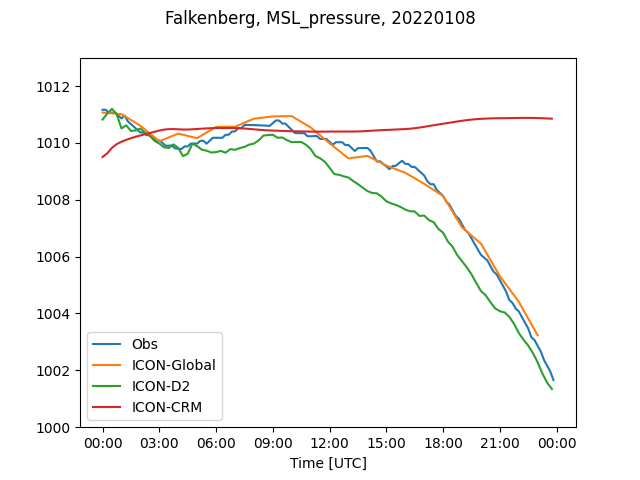 Falkenberg, MSL_pressure, 20220108
1012
1010
1008
1006
1004
1002
1000
Obs
ICON-Global
ICON-D2
ICON-CRM
00:00 03:00 06:00 09:00 12:00 15:00 18:00 21:00 00:00
Time [UTC]